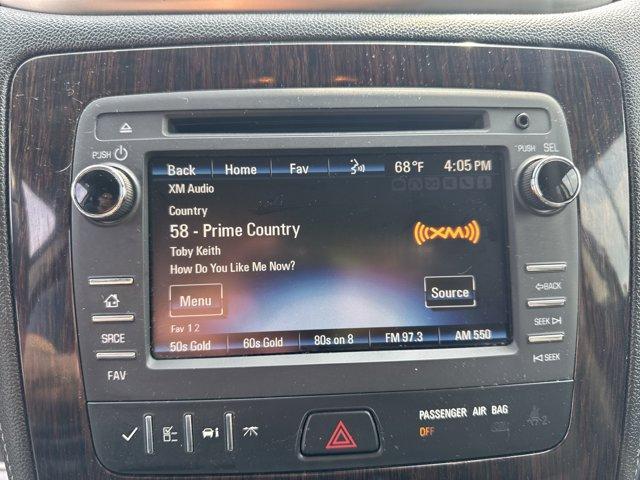 PUSH
PUSH SEL
Back Home Fav 68°F 4:05 PM
XM Audio
Country
58 - Prime Country
((((XM))))
Toby Keith
How Do You Like Me Now?
Menu Source
Fav 1 2
50s Gold 60s Gold 80s on 8 FM 97.3 AM 550
BACK
SEEK
SEEK
SRCE
FAV
PASSENGER AIR BAG
OFF